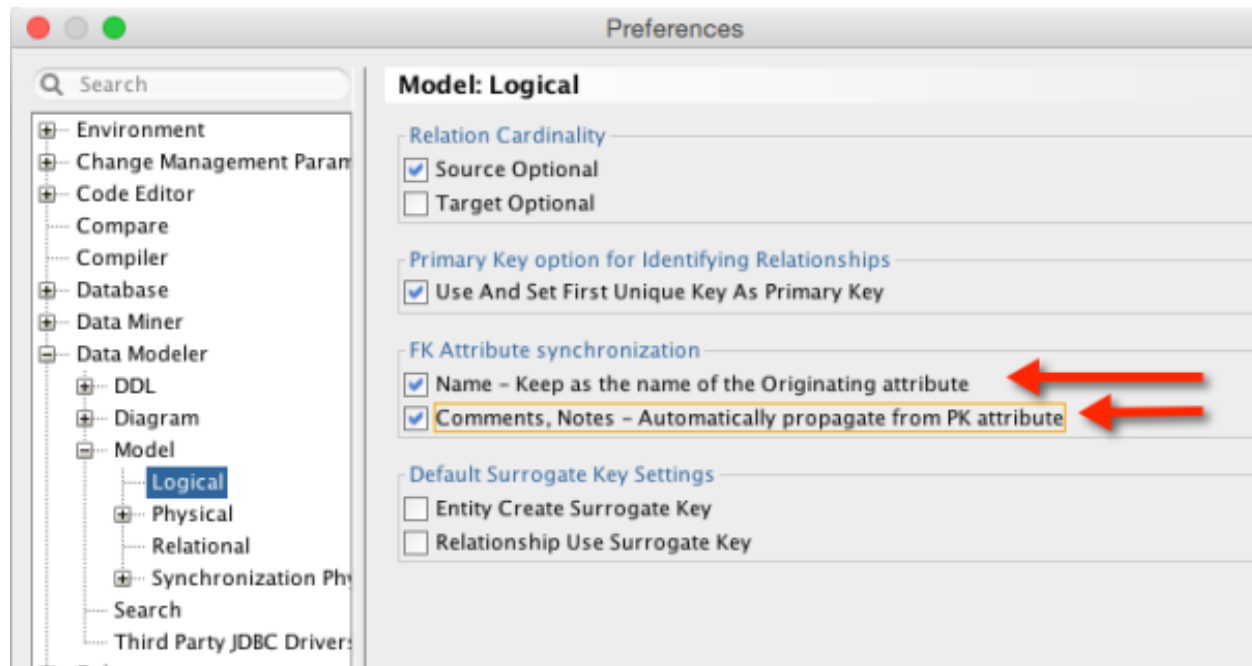 Preferences
Search
Environment
Change Management Param
Code Editor
Compare
Compiler
Database
Data Miner
Data Modeler
DDL
Diagram
Model
Logical
Physical
Relational
Synchronization Phy
Search
Third Party JDBC Drivers
Model: Logical
Relation Cardinality
Source Optional
Target Optional
Primary Key option for Identifying Relationships
Use And Set First Unique Key As Primary Key
FK Attribute synchronization
Name – Keep as the name of the Originating attribute
Comments, Notes – Automatically propagate from PK attribute
Default Surrogate Key Settings
Entity Create Surrogate Key
Relationship Use Surrogate Key